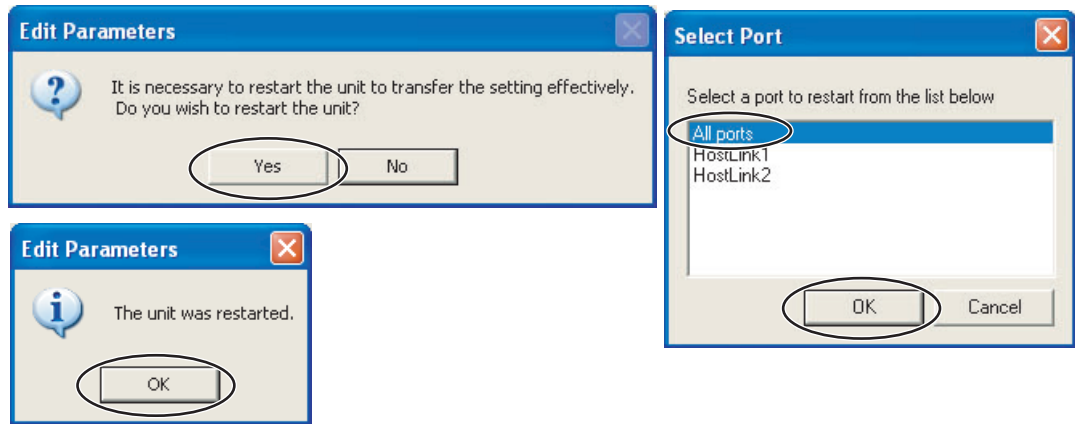 Edit Parameters
It is necessary to restart the unit to transfer the setting effectively.
Do you wish to restart the unit?
Yes
No
Select Port
Select a port to restart from the list below
All ports
HostLink1
HostLink2
OK
Cancel
Edit Parameters
The unit was restarted.
OK